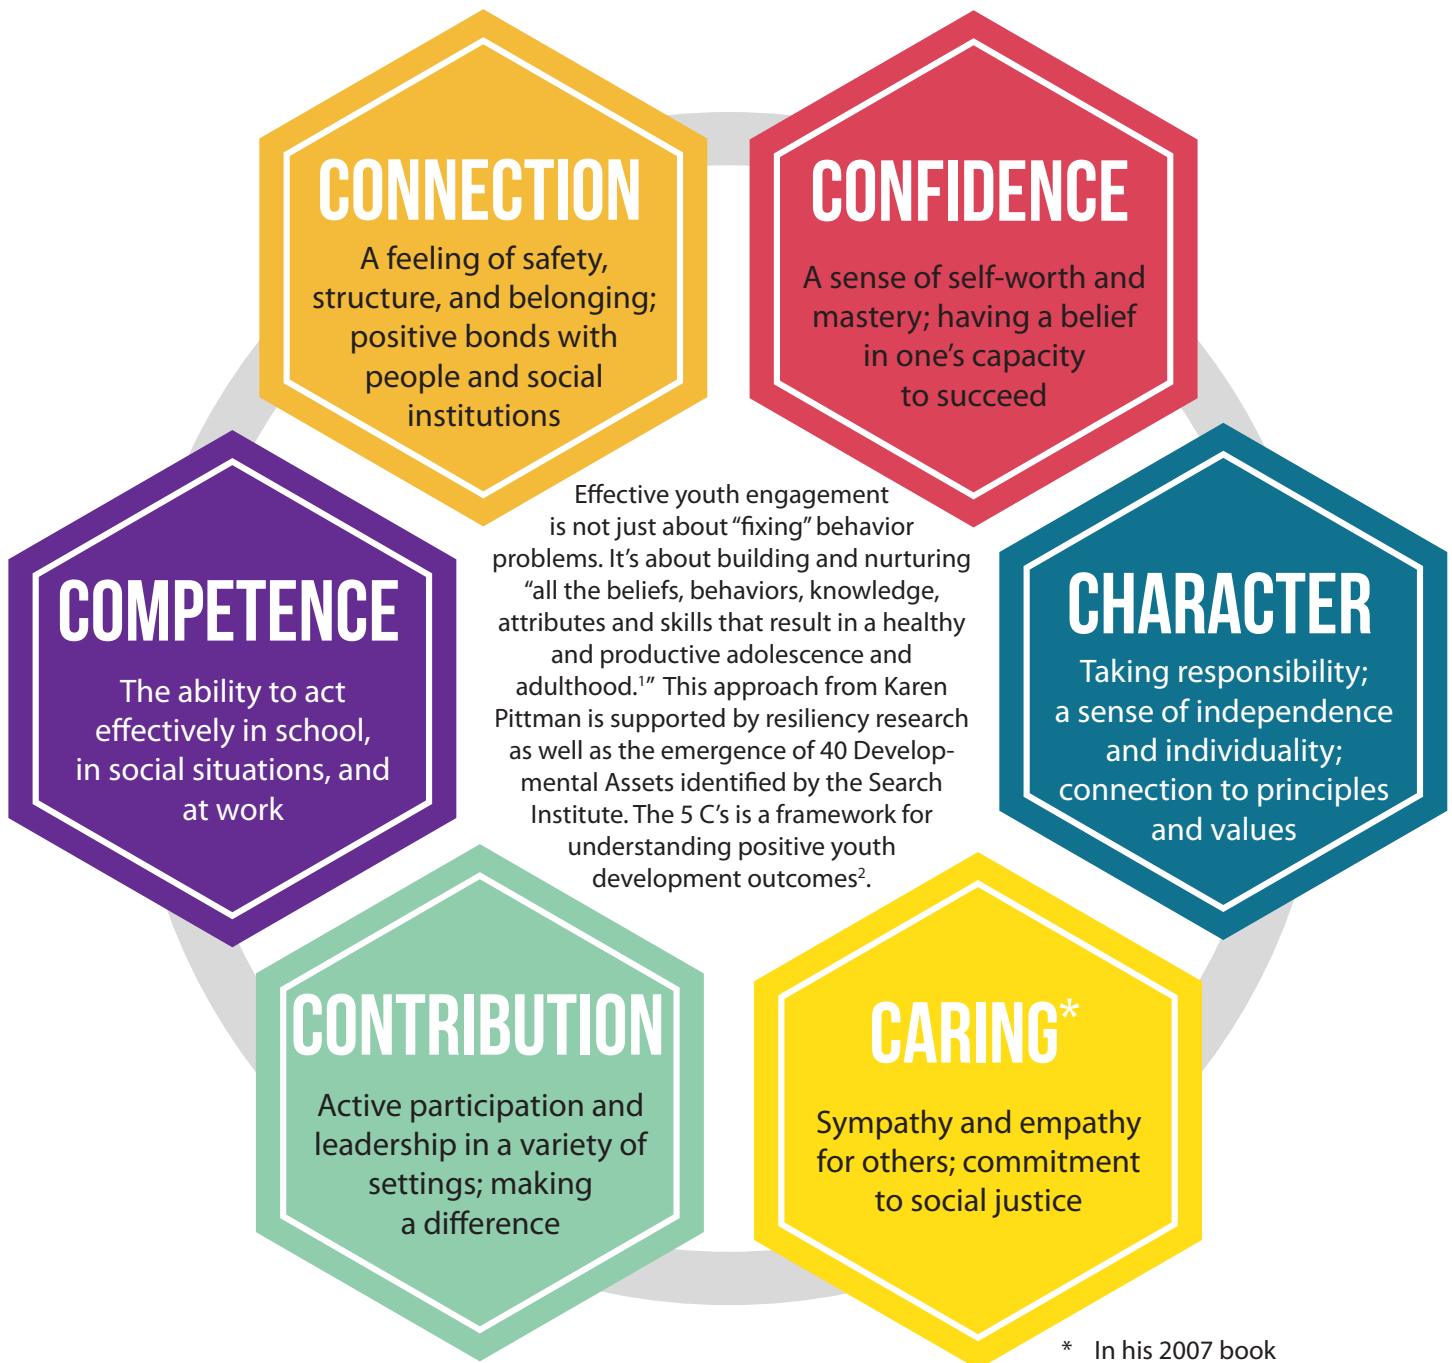 CONNECTION
A feeling of safety,
structure, and belonging;
positive bonds with
people and social
institutions
CONFIDENCE
A sense of self-worth and
mastery; having a belief
in one’s capacity
to succeed
COMPETENCE
The ability to act
effectively in school,
in social situations, and
at work
Effective youth engagement
is not just about “fixing” behavior
problems. It’s about building and nurturing
“all the beliefs, behaviors, knowledge,
attributes and skills that result in a healthy
and productive adolescence and
adulthood.¹” This approach from Karen
Pittman is supported by resiliency research
as well as the emergence of 40 Develop-
mental Assets identified by the Search
Institute. The 5 C’s is a framework for
understanding positive youth
development outcomes².
CHARACTER
Taking responsibility;
a sense of independence
and individuality;
connection to principles
and values
CONTRIBUTION
Active participation and
leadership in a variety of
settings; making
a difference
CARING*
Sympathy and empathy
for others; commitment
to social justice
* In his 2007 book